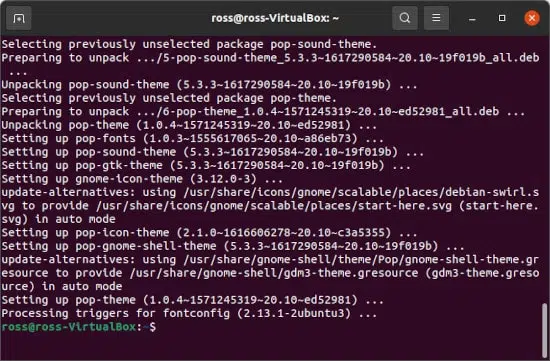 ross@ross-VirtualBox: ~
Selecting previously unselected package pop-sound-theme.
Preparing to unpack .../5-pop-sound-theme_5.3.3~1617290584~20.10~19f019b_all.deb
 ...
Unpacking pop-sound-theme (5.3.3~1617290584~20.10~19f019b) ...
Selecting previously unselected package pop-theme.
Preparing to unpack .../6-pop-theme_1.0.4~1571245319~20.10~ed52981_all.deb ...
Unpacking pop-theme (1.0.4~1571245319~20.10~ed52981) ...
Setting up pop-fonts (1.0.3~1555617065~20.10~a86eb73) ...
Setting up pop-sound-theme (5.3.3~1617290584~20.10~19f019b) ...
Setting up pop-gtk-theme (5.3.3~1617290584~20.10~19f019b) ...
Setting up gnome-icon-theme (3.12.0-3) ...
update-alternatives: using /usr/share/icons/gnome/scalable/places/debian-swirl.s
vg to provide /usr/share/icons/gnome/scalable/places/start-here.svg (start-here.
svg) in auto mode
Setting up pop-icon-theme (2.1.0~1616606278~20.10~c3a5355) ...
Setting up pop-gnome-shell-theme (5.3.3~1617290584~20.10~19f019b) ...
update-alternatives: using /usr/share/gnome-shell/theme/Pop/gnome-shell-theme.gr
esource to provide /usr/share/gnome-shell/gdm3-theme.gresource (gdm3-theme.greso
urce) in auto mode
Setting up pop-theme (1.0.4~1571245319~20.10~ed52981) ...
Processing triggers for fontconfig (2.13.1-2ubuntu3) ...
ross@ross-VirtualBox:~$